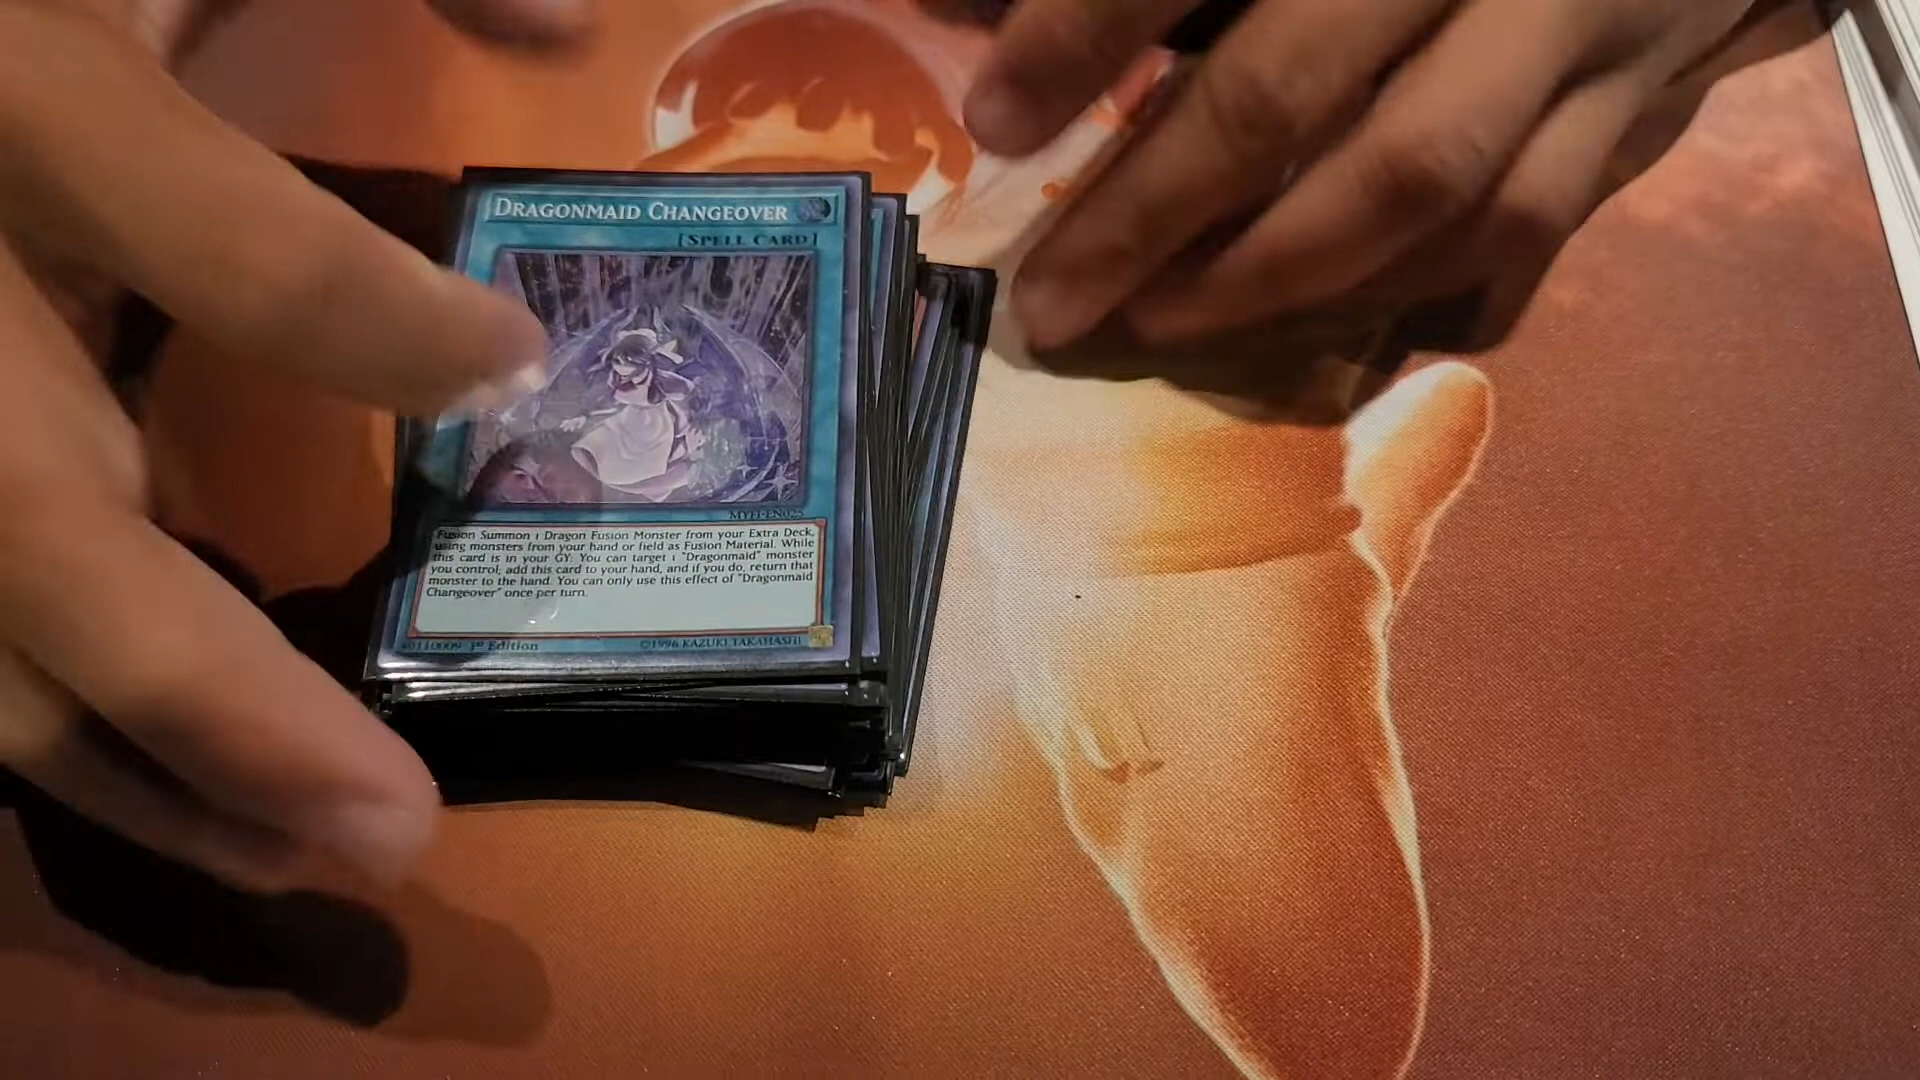 DRAGONMAID CHANGEOVER
[SPELL CARD]
MYFI-EN025
Fusion Summon 1 Dragon Fusion Monster from your Extra Deck,
using monsters from your hand or field as Fusion Material. While
this card is in your GY: You can target 1 "Dragonmaid" monster
you control; add this card to your hand, and if you do, return that
monster to the hand. You can only use this effect of "Dragonmaid
Changeover" once per turn.
1st Edition
©1996 KAZUKI TAKAHASHI